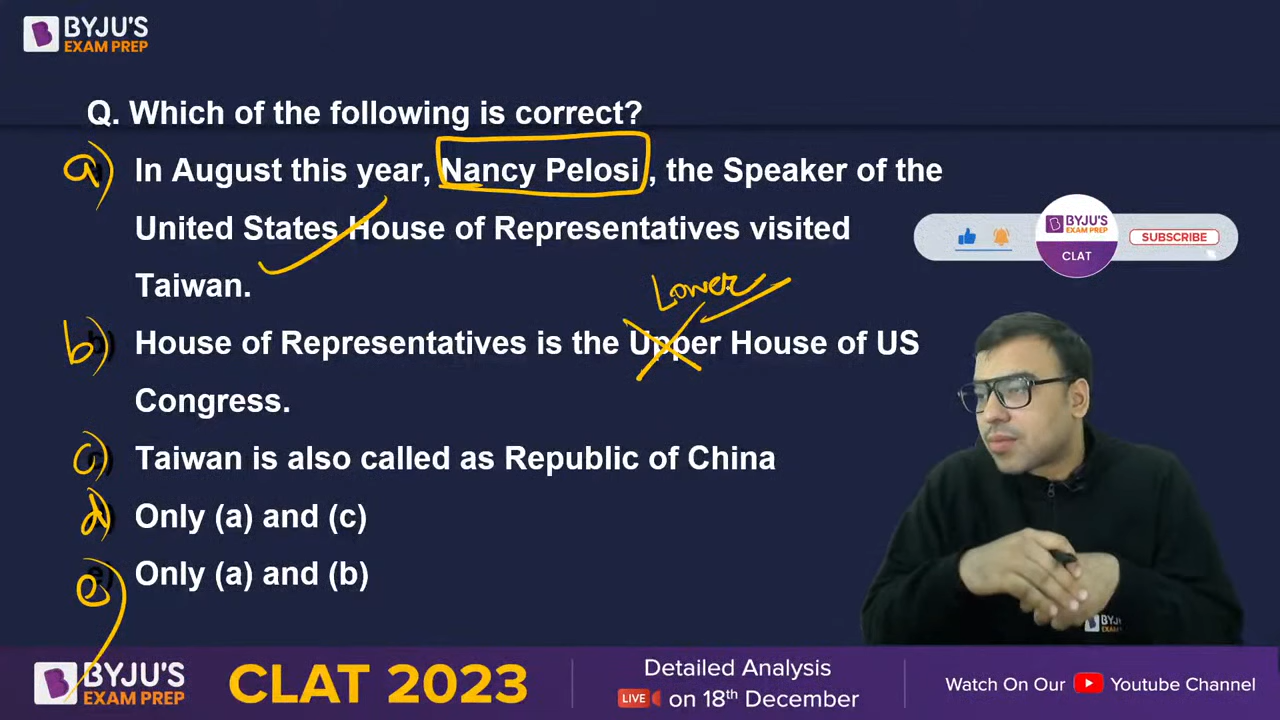 BYJU'S
EXAM PREP
Q. Which of the following is correct?
a) In August this year, Nancy Pelosi , the Speaker of the
United States House of Representatives visited
Taiwan.
Lower
b) House of Representatives is the Upper House of US
Congress.
c) Taiwan is also called as Republic of China
d) Only (a) and (c)
e) Only (a) and (b)
BYJU'S
EXAM PREP
CLAT
SUBSCRIBE
BYJU'S
BYJU'S
EXAM PREP
CLAT 2023
Detailed Analysis
LIVE on 18th December
Watch On Our Youtube Channel